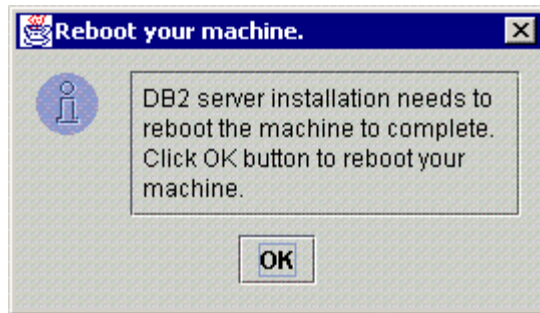 Reboot your machine.
DB2 server installation needs to
reboot the machine to complete.
Click OK button to reboot your
machine.
OK